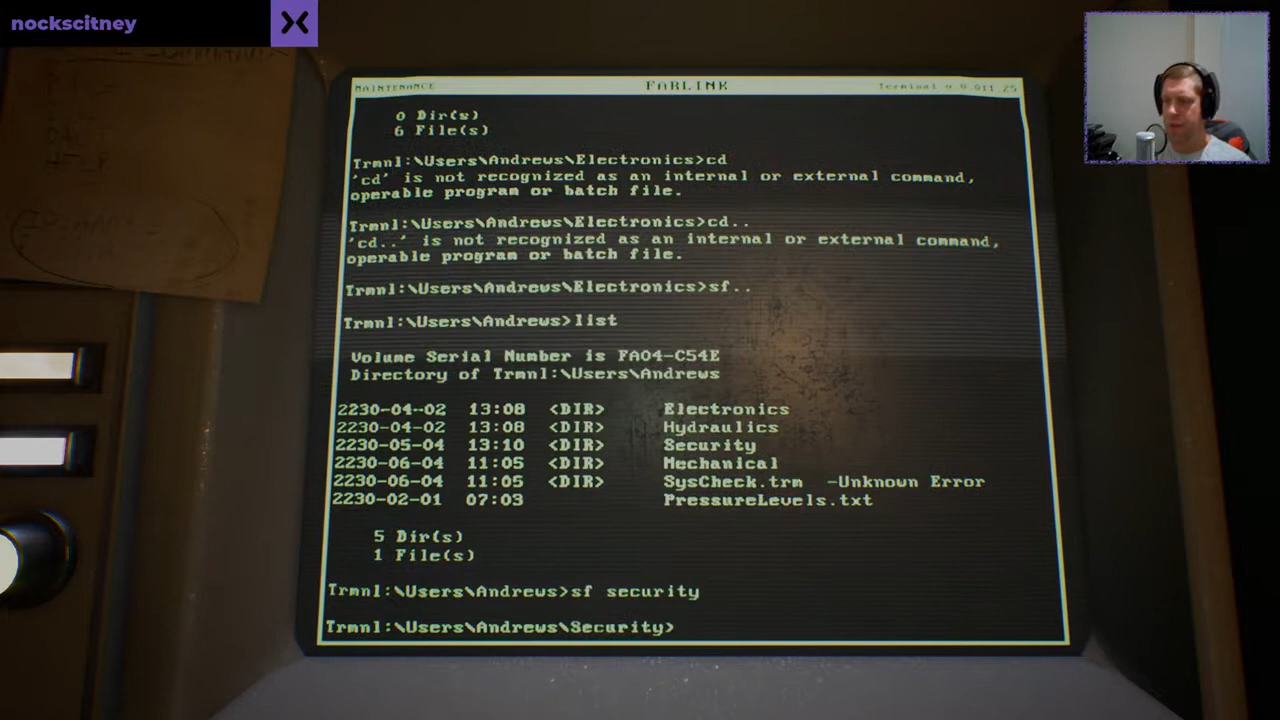 nockscitney
MAINTENANCE FARLINK Terminal
0 Dir(s)
6 File(s)
Trmnl:\Users\Andrews\Electronics>cd
'cd' is not recognized as an internal or external command,
operable program or batch file.
Trmnl:\Users\Andrews\Electronics>cd..
'cd..' is not recognized as an internal or external command,
operable program or batch file.
Trmnl:\Users\Andrews\Electronics>sf..
Trmnl:\Users\Andrews>list
Volume Serial Number is FA04-C54E
Directory of Trmnl:\Users\Andrews
2230-04-02 13:08 <DIR> Electronics
2230-04-02 13:08 <DIR> Hydraulics
2230-05-04 13:10 <DIR> Security
2230-06-04 11:05 <DIR> Mechanical
2230-06-04 11:05 <DIR> SysCheck.trm -Unknown Error
2230-02-01 07:03 PressureLevels.txt
5 Dir(s)
1 File(s)
Trmnl:\Users\Andrews>sf security
Trmnl:\Users\Andrews\Security>